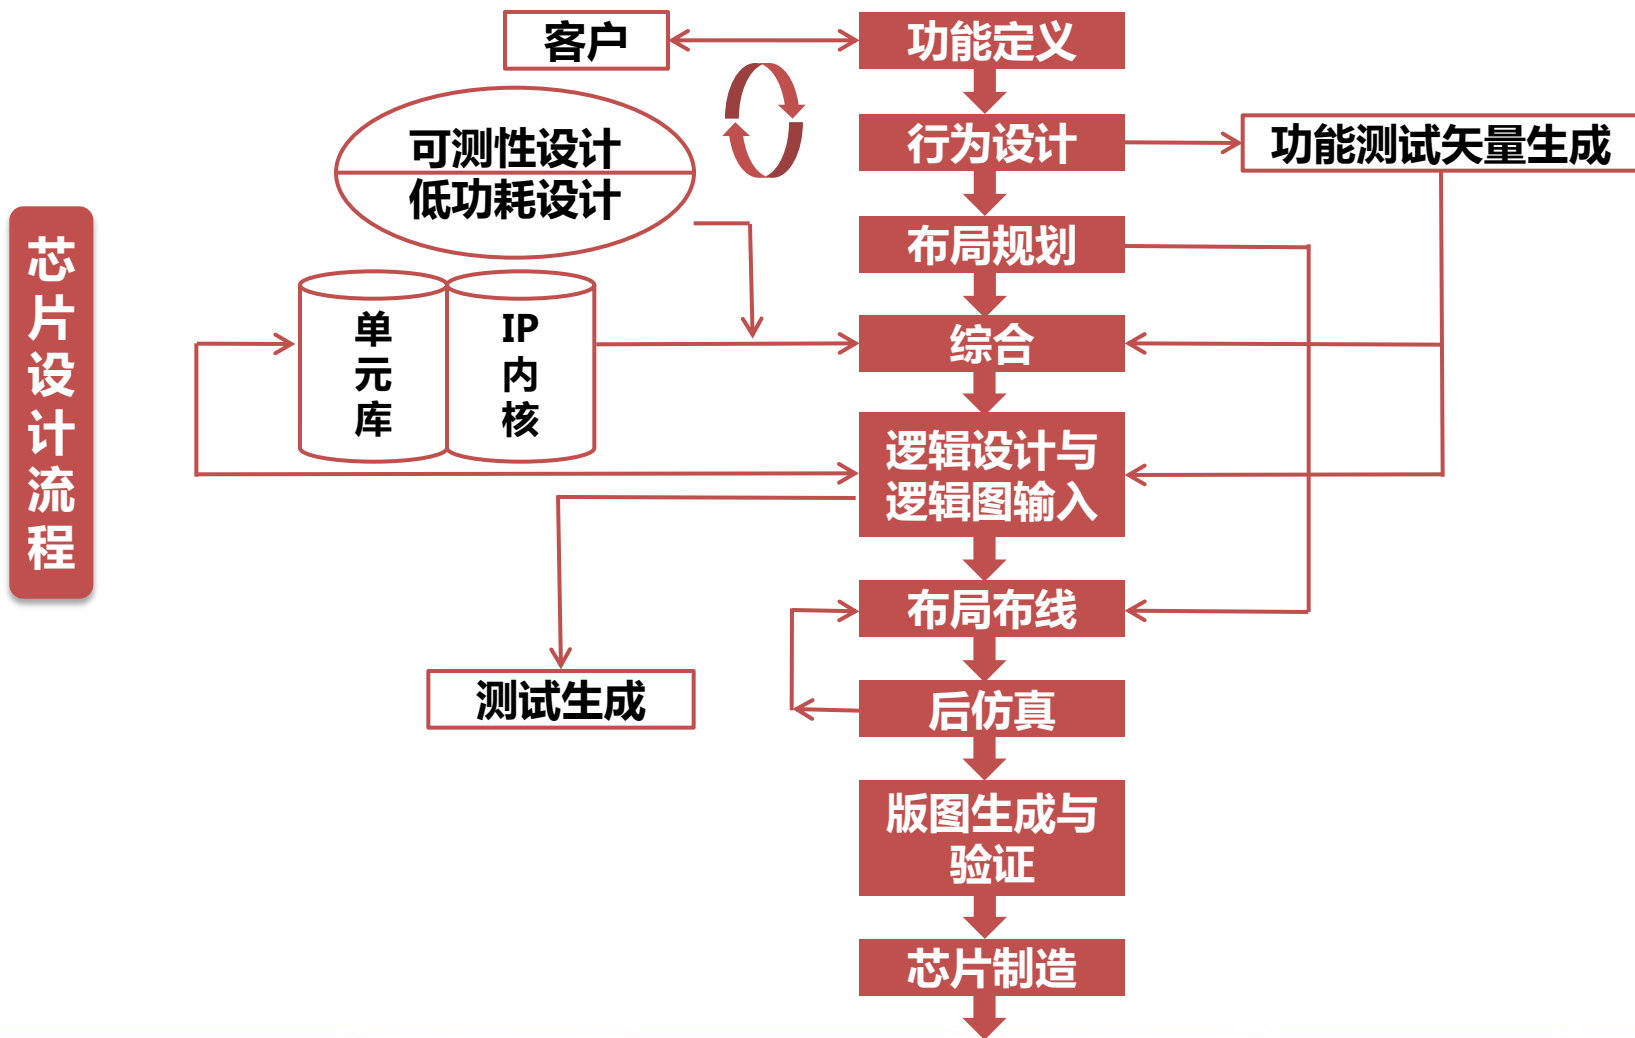 芯片设计流程
客户
功能定义
可测性设计
低功耗设计
行为设计
功能测试矢量生成
布局规划
单元库
IP内核
综合
逻辑设计与
逻辑图输入
布局布线
测试生成
后仿真
版图生成与
验证
芯片制造